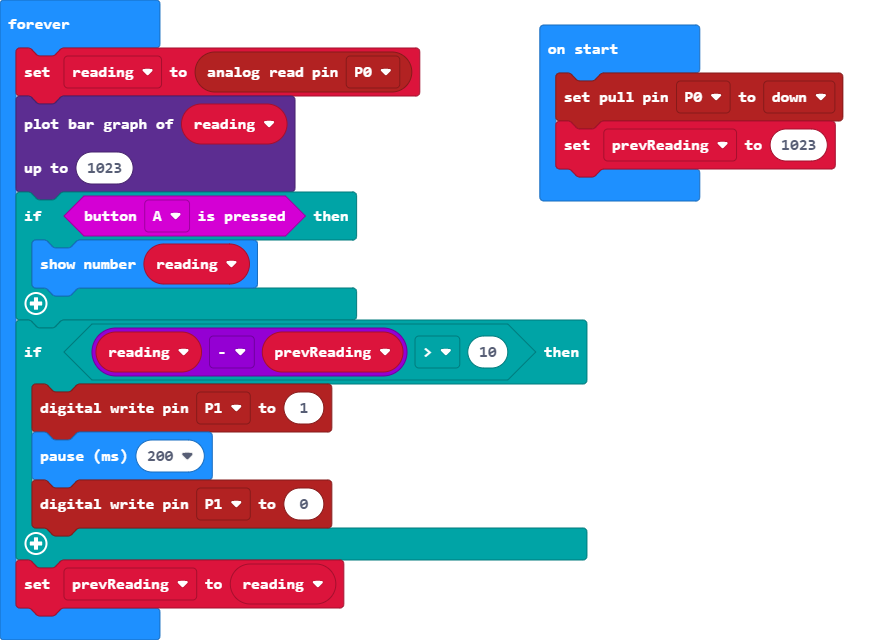 forever
set reading to analog read pin P0
plot bar graph of reading
up to 1023
if button A is pressed then
show number reading
if reading - prevReading > 10 then
digital write pin P1 to 1
pause (ms) 200
digital write pin P1 to 0
set prevReading to reading
on start
set pull pin P0 to down
set prevReading to 1023